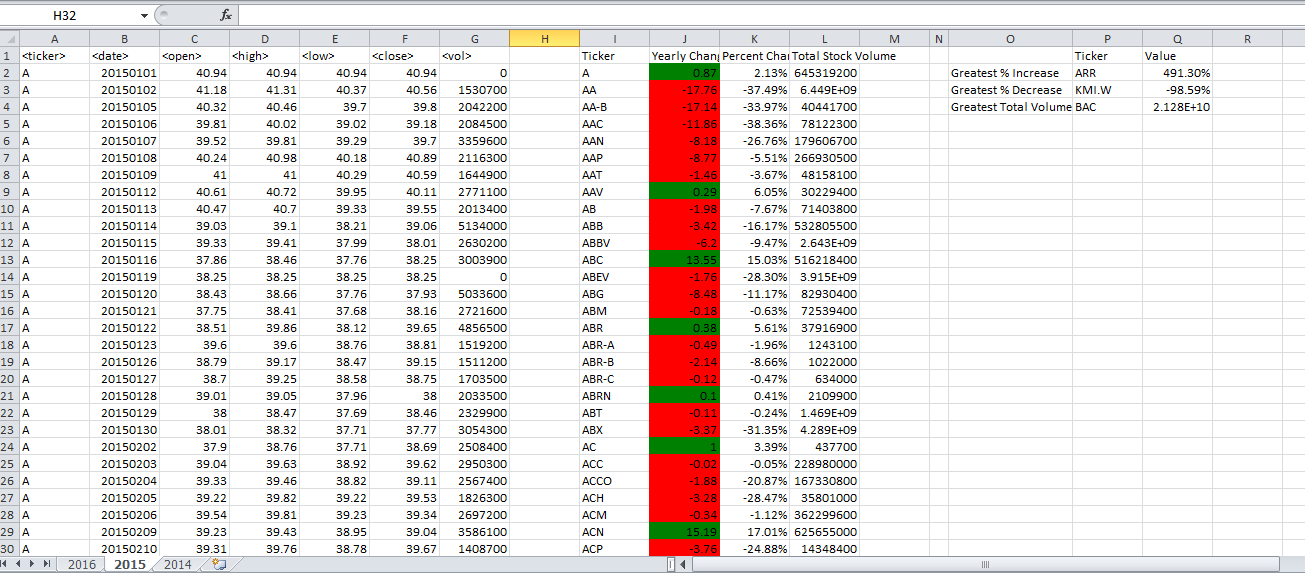 H32 fx
A B C D E F G H I J K L M N O P Q R
1 <ticker> <date> <open> <high> <low> <close> <vol> Ticker Yearly Chang Percent Chan Total Stock Volume Ticker Value
2 A 20150101 40.94 40.94 40.94 40.94 0 A 0.87 2.13% 645319200 Greatest % Increase ARR 491.30%
3 A 20150102 41.18 41.31 40.37 40.56 1530700 AA -17.76 -37.49% 6.449E+09 Greatest % Decrease KMI.W -98.59%
4 A 20150105 40.32 40.46 39.7 39.8 2042200 AA-B -17.14 -33.97% 40441700 Greatest Total Volume BAC 2.128E+10
5 A 20150106 39.81 40.02 39.02 39.18 2084500 AAC -11.86 -38.36% 78122300
6 A 20150107 39.52 39.81 39.29 39.7 3359600 AAN -8.18 -26.76% 179606700
7 A 20150108 40.24 40.98 40.18 40.89 2116300 AAP -8.77 -5.51% 266930500
8 A 20150109 41 41 40.29 40.59 1644900 AAT -1.46 -3.67% 48158100
9 A 20150112 40.61 40.72 39.95 40.11 2771100 AAV 0.29 6.05% 30229400
10 A 20150113 40.47 40.7 39.33 39.55 2013400 AB -1.98 -7.67% 71403800
11 A 20150114 39.03 39.1 38.21 39.06 5134000 ABB -3.42 -16.17% 532805500
12 A 20150115 39.33 39.41 37.99 38.01 2630200 ABBV -6.2 -9.47% 2.643E+09
13 A 20150116 37.86 38.46 37.76 38.25 3003900 ABC 13.55 15.03% 516218400
14 A 20150119 38.25 38.25 38.25 38.25 0 ABEV -1.76 -28.30% 3.915E+09
15 A 20150120 38.43 38.66 37.76 37.93 5033600 ABG -8.48 -11.17% 82930400
16 A 20150121 37.75 38.41 37.68 38.16 2721600 ABM -0.18 -0.63% 72539400
17 A 20150122 38.51 39.86 38.12 39.65 4856500 ABR 0.38 5.61% 37916900
18 A 20150123 39.6 39.6 38.76 38.81 1519200 ABR-A -0.49 -1.96% 1243100
19 A 20150126 38.79 39.17 38.47 39.15 1511200 ABR-B -2.14 -8.66% 1022000
20 A 20150127 38.7 39.25 38.58 38.75 1703500 ABR-C -0.12 -0.47% 634000
21 A 20150128 39.01 39.05 37.96 38 2033500 ABRN 0.1 0.41% 2109900
22 A 20150129 38 38.47 37.69 38.46 2329900 ABT -0.11 -0.24% 1.469E+09
23 A 20150130 38.01 38.32 37.71 37.77 3054300 ABX -3.37 -31.35% 4.289E+09
24 A 20150202 37.9 38.76 37.71 38.69 2508400 AC 1 3.39% 437700
25 A 20150203 39.04 39.63 38.92 39.62 2950300 ACC -0.02 -0.05% 228980000
26 A 20150204 39.33 39.46 38.82 39.11 2567400 ACCO -1.88 -20.87% 167330800
27 A 20150205 39.22 39.82 39.22 39.53 1826300 ACH -3.28 -28.47% 35801000
28 A 20150206 39.54 39.81 39.23 39.34 2697200 ACM -0.34 -1.12% 362299600
29 A 20150209 39.23 39.43 38.95 39.04 3586100 ACN 15.19 17.01% 625655000
30 A 20150210 39.31 39.76 38.78 39.67 1408700 ACP -3.76 -24.88% 14348400
2016 2015 2014